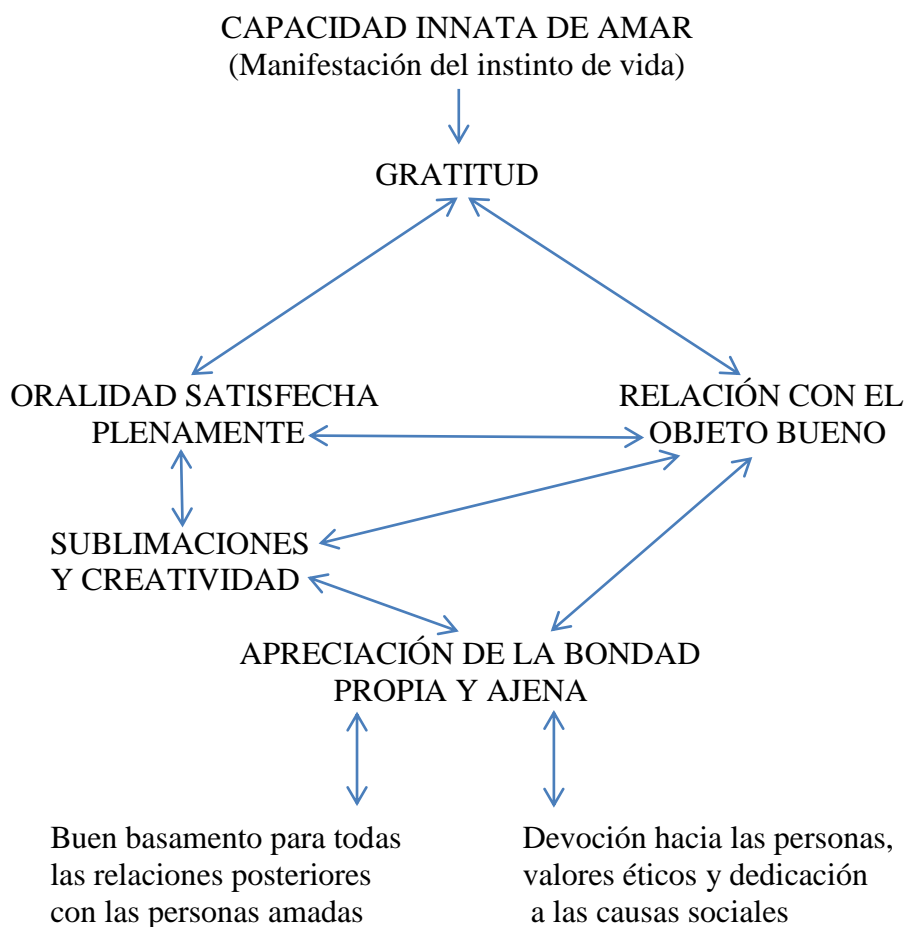 CAPACIDAD INNATA DE AMAR
(Manifestación del instinto de vida)
GRATITUD
ORALIDAD SATISFECHA
PLENAMENTE
RELACIÓN CON EL
OBJETO BUENO
SUBLIMACIONES
Y CREATIVIDAD
APRECIACIÓN DE LA BONDAD
PROPIA Y AJENA
Buen basamento para todas
las relaciones posteriores
con las personas amadas
Devoción hacia las personas,
valores éticos y dedicación
a las causas sociales